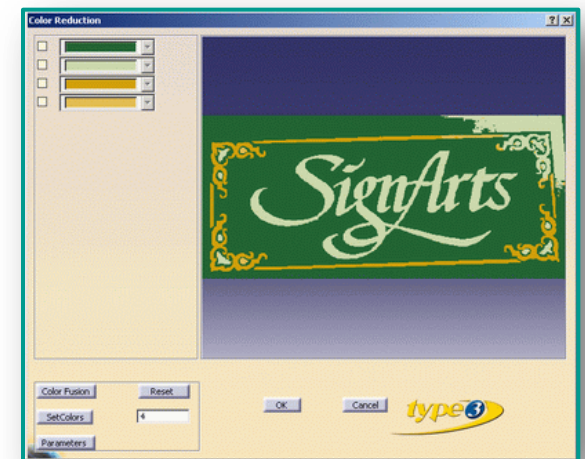 Color Reduction
SignArts
Color Fusion
Reset
SetColors
4
OK
Cancel
type3
Parameters